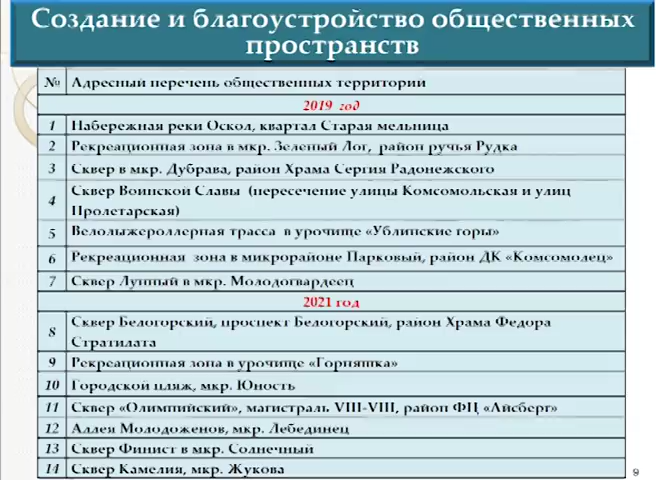 Создание и благоустройство общественных
пространств
№ Адресный перечень общественных территорий
2019 год
1 Набережная реки Оскол, квартал Старая мельница
2 Рекреационная зона в мкр. Зеленый Лог, район ручья Рудка
3 Сквер в мкр. Дубрава, район Храма Сергия Радонежского
4 Сквер Воинской Славы (пересечение улицы Комсомольская и улиц
Пролетарская)
5 Велолыжероллерная трасса в урочище «Ублинские горы»
6 Рекреационная зона в микрорайоне Парковый, район ДК «Комсомолец»
7 Сквер Лунный в мкр. Молодогвардеец
2021 год
8 Сквер Белогорский, проспект Белогорский, район Храма Федора
Стратилата
9 Рекреационная зона в урочище «Горняшка»
10 Городской пляж, мкр. Юность
11 Сквер «Олимпийский», магистраль VIII-VIII, район ФЦ «Айсберг»
12 Аллея Молодоженов, мкр. Лебединец
13 Сквер Финист в мкр. Солнечный
14 Сквер Камелия, мкр. Жукова
9